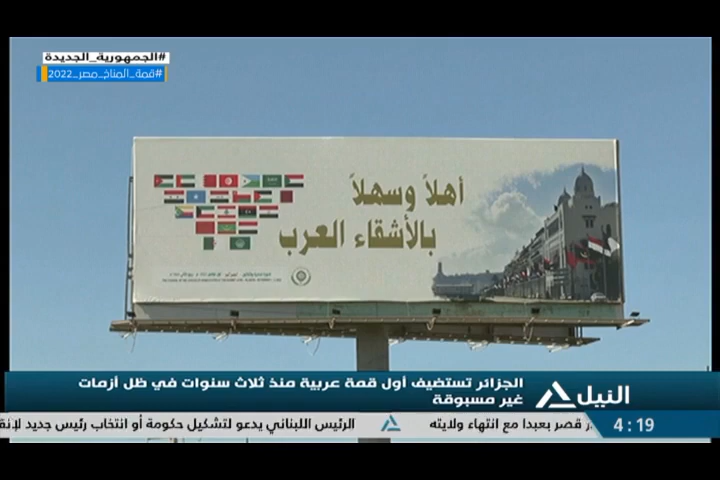 #الجمهورية_الجديدة
#قمة_المناخ_مصر_2022
أهلاً وسهلاً
بالأشقاء العرب
الجزائر تستضيف أول قمة عربية منذ ثلاث سنوات في ظل أزمات
غير مسبوقة
النيل
قصر بعبدا مع انتهاء ولايته الرئيس اللبناني يدعو لتشكيل حكومة أو انتخاب رئيس جديد
4:19